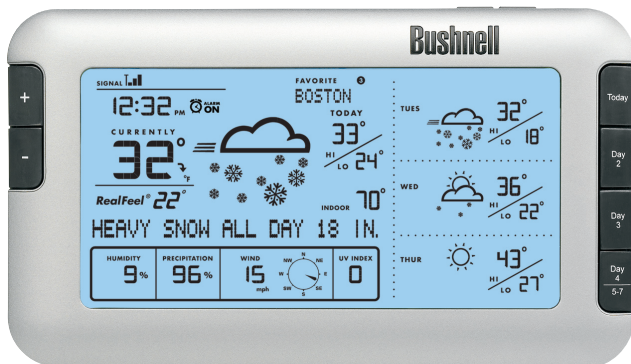 Bushnell
SIGNAL
FAVORITE 3
12:32 PM ALARM ON
BOSTON
TODAY
CURRENTLY
32° °F
33°
HI
LO 24°
RealFeel® 22°
INDOOR 70°
HEAVY SNOW ALL DAY 18 IN.
HUMIDITY
9%
PRECIPITATION
96%
WIND
15 mph
N
NE
E
SE
S
SW
W
NW
UV INDEX
0
TUES
32°
HI
LO 18°
WED
36°
HI
LO 22°
THUR
43°
HI
LO 27°
+
-
Today
Day
2
Day
3
Day
4
5-7